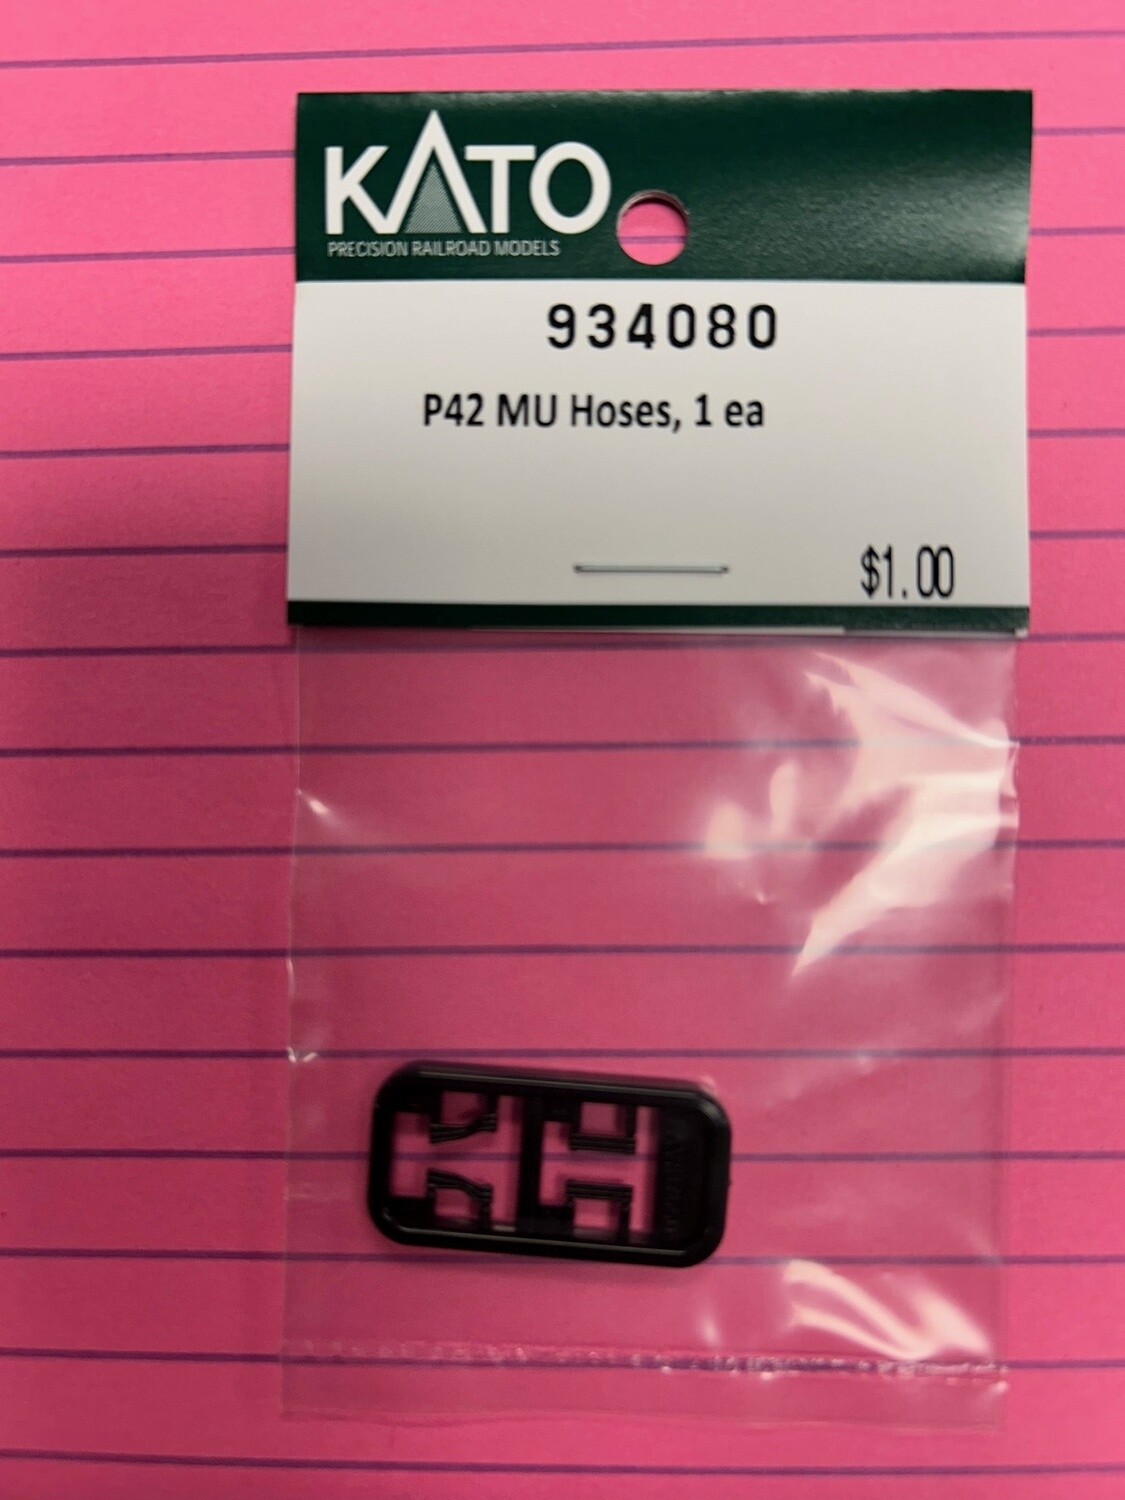 KATO
PRECISION RAILROAD MODELS
934080
P42 MU Hoses, 1 ea
$1.00